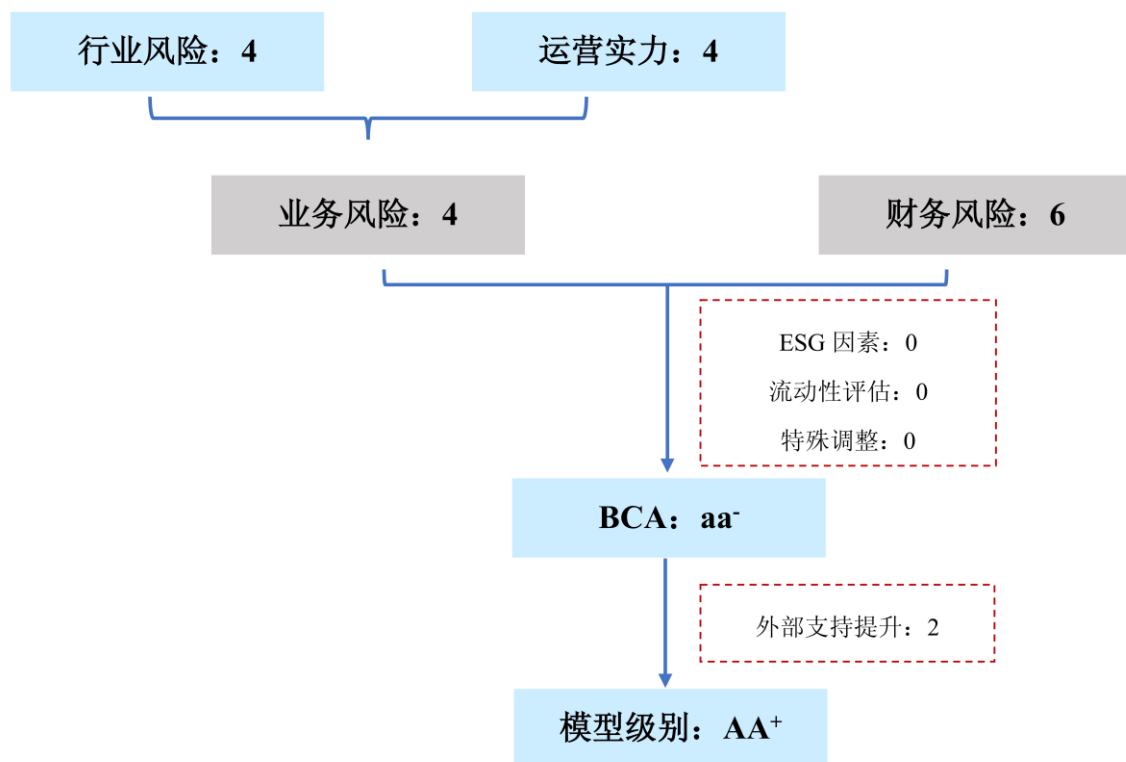 行业风险：4
运营实力：4
业务风险：4
财务风险：6
ESG 因素：0
流动性评估：0
特殊调整：0
BCA：aa-
外部支持提升：2
模型级别：AA+